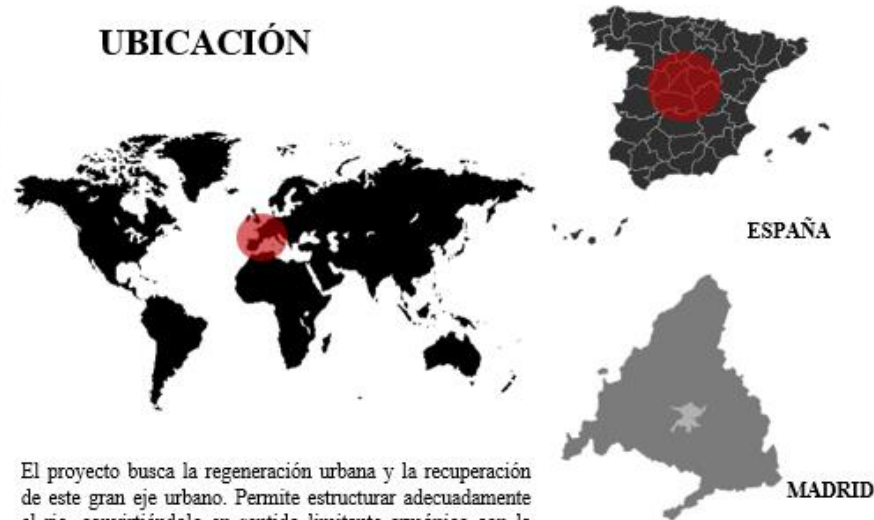 UBICACIÓN
ESPAÑA
MADRID
El proyecto busca la regeneración urbana y la recuperación
de este gran eje urbano. Permite estructurar adecuadamente